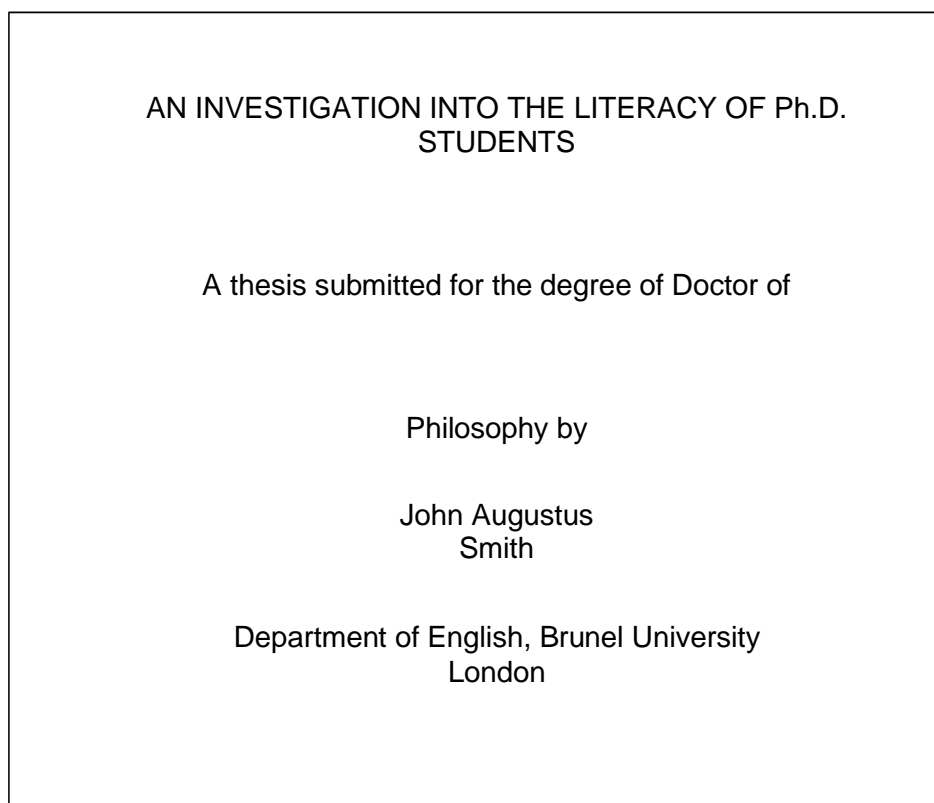 AN INVESTIGATION INTO THE LITERACY OF Ph.D.
STUDENTS
A thesis submitted for the degree of Doctor of
Philosophy by
John Augustus
Smith
Department of English, Brunel University
London